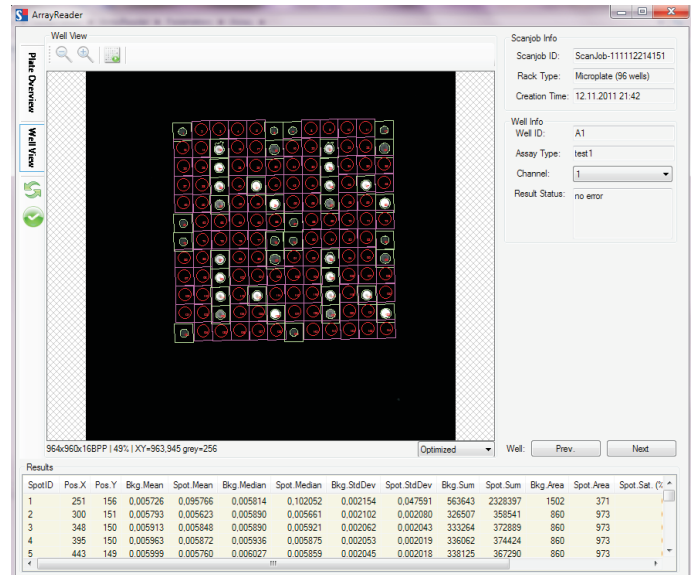 ArrayReader
Well View
Plate Overview
Well View
Scanjob Info
Scanjob ID: ScanJob-111112214151
Rack Type: Microplate (96 wells)
Creation Time: 12.11.2011 21:42
Well Info
Well ID: A1
Assay Type: test1
Channel: 1
Result Status: no error
964x960x16BPP | 49% | XY=963,945 grey=256
Optimized
Well: Prev. Next
Results
SpotID Pos.X Pos.Y Bkg.Mean Spot.Mean Bkg.Median Spot.Median Bkg.StdDev Spot.StdDev Bkg.Sum Spot.Sum Bkg.Area Spot.Area Spot.Sat. (%
1 251 156 0.005726 0.095766 0.005814 0.102052 0.002154 0.047591 563643 2328397 1502 371
2 300 151 0.005793 0.005623 0.005890 0.005661 0.002102 0.002080 326507 358541 860 973
3 348 150 0.005913 0.005848 0.005890 0.005921 0.002062 0.002043 333264 372889 860 973
4 395 150 0.005963 0.005872 0.005936 0.005875 0.002053 0.002019 336062 374424 860 973
5 443 149 0.005999 0.005760 0.006027 0.005859 0.002045 0.002018 338125 367290 860 973